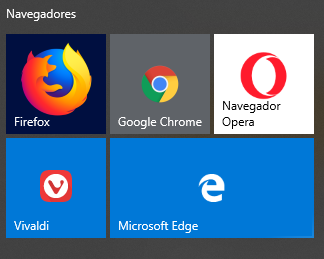 Navegadores
Firefox
Google Chrome
Navegador
Opera
Vivaldi
Microsoft Edge